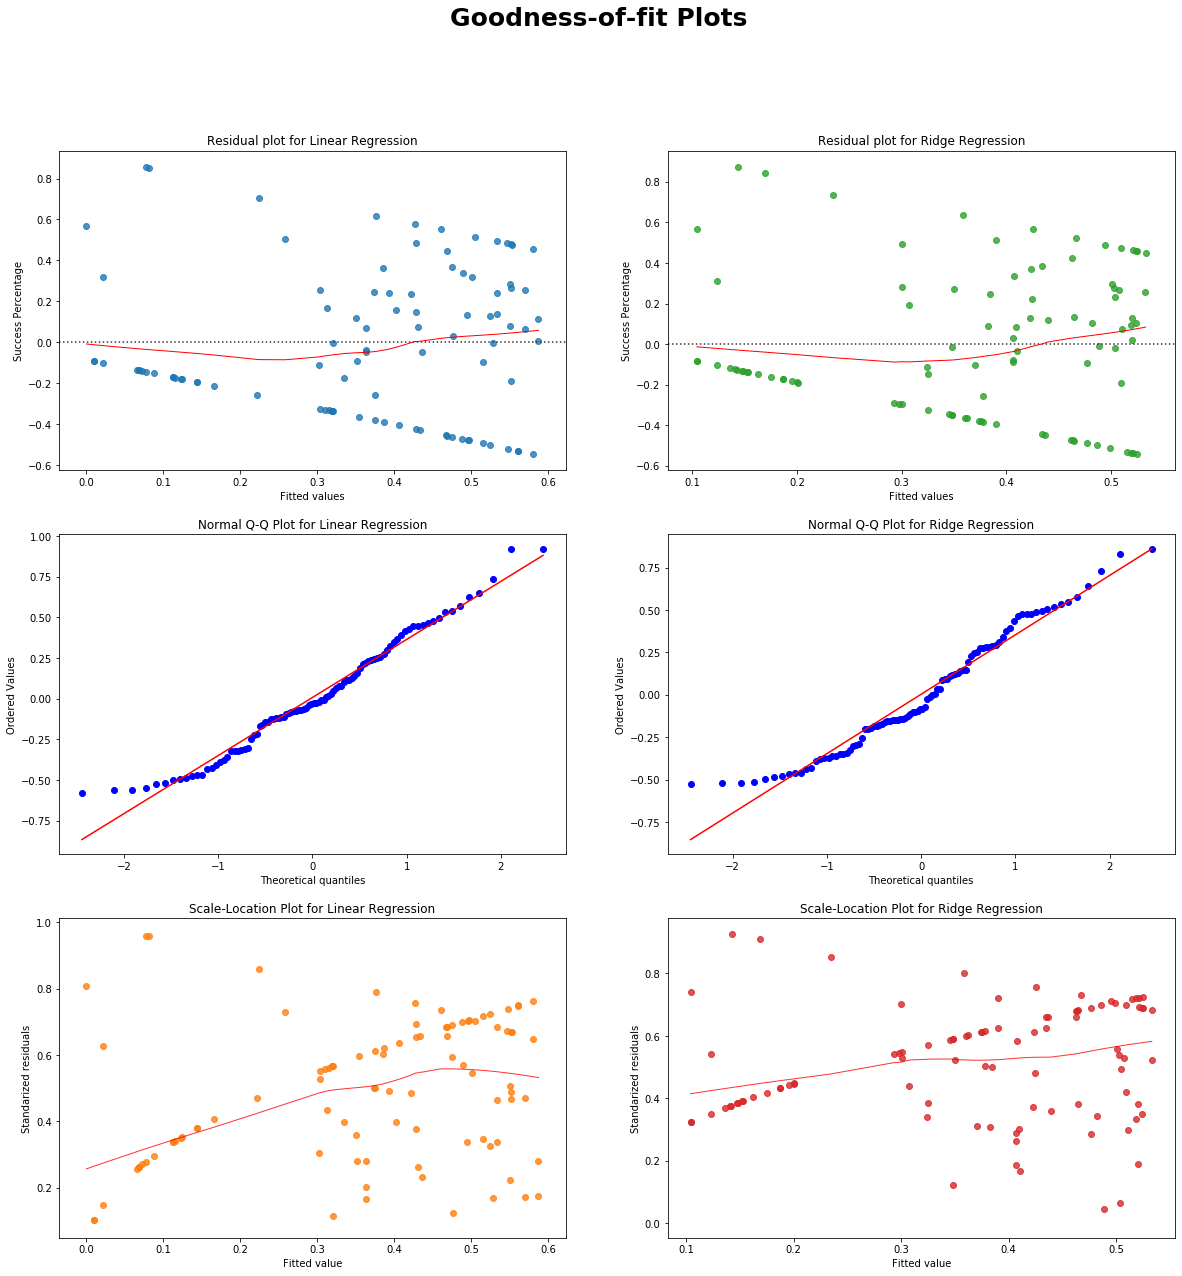 Goodness-of-fit Plots
Residual plot for Linear Regression
Success Percentage
0.8
0.6
0.4
0.2
0.0
−0.2
−0.4
−0.6
0.0 0.1 0.2 0.3 0.4 0.5 0.6
Fitted values
Residual plot for Ridge Regression
Success Percentage
0.8
0.6
0.4
0.2
0.0
−0.2
−0.4
−0.6
0.1 0.2 0.3 0.4 0.5
Fitted values
Normal Q-Q Plot for Linear Regression
Ordered Values
1.00
0.75
0.50
0.25
0.00
−0.25
−0.50
−0.75
−2 −1 0 1 2
Theoretical quantiles
Normal Q-Q Plot for Ridge Regression
Ordered Values
0.75
0.50
0.25
0.00
−0.25
−0.50
−0.75
−2 −1 0 1 2
Theoretical quantiles
Scale-Location Plot for Linear Regression
Standarized residuals
1.0
0.8
0.6
0.4
0.2
0.0 0.1 0.2 0.3 0.4 0.5 0.6
Fitted value
Scale-Location Plot for Ridge Regression
Standarized residuals
0.8
0.6
0.4
0.2
0.0
0.1 0.2 0.3 0.4 0.5
Fitted value